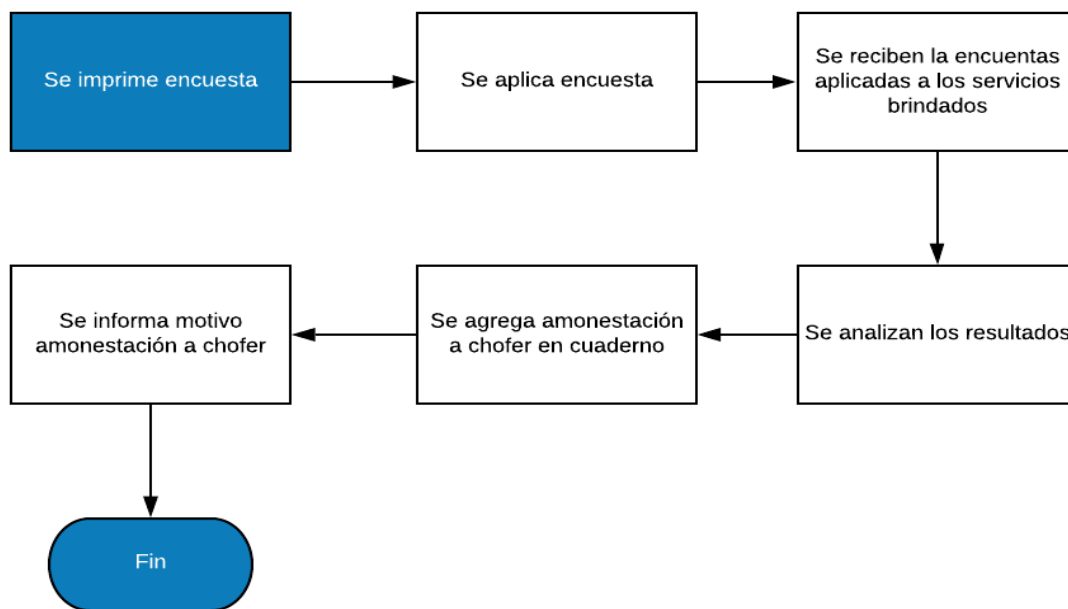 Se imprime encuesta
Se aplica encuesta
Se reciben la encuentas
aplicadas a los servicios
brindados
Se analizan los resultados
Se agrega amonestación
a chofer en cuaderno
Se informa motivo
amonestación a chofer
Fin